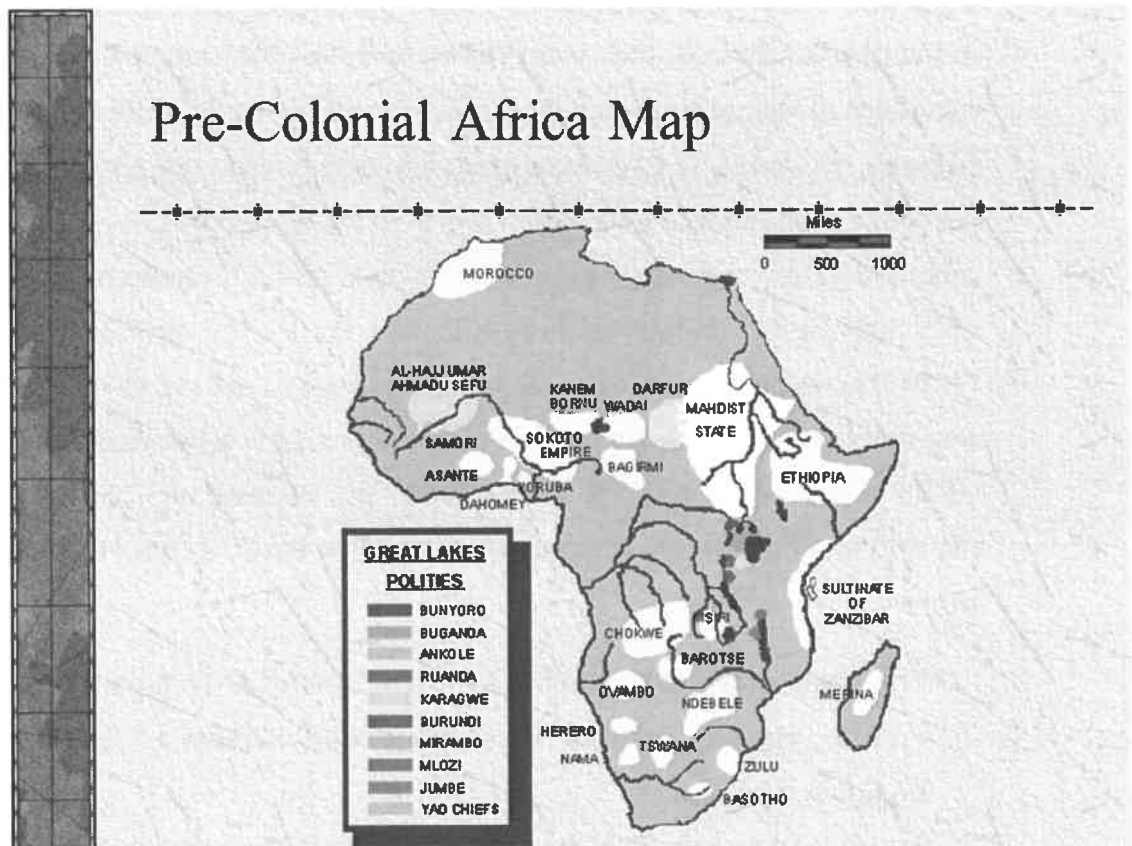 Pre-Colonial Africa Map
Miles
0 500 1000
MOROCCO
AL-HAJJ UMAR
AHMADU SEFU
KANEM
BORNU
WADAI
DARFUR
MAHDIST
STATE
SAMORI
SOKOTO
EMPIRE
BAGIRMI
ASANTE
YORUBA
DAHOMEY
ETHIOPIA
GREAT LAKES
POLITIES
BUNYORO
BUGANDA
ANKOLE
RUANDA
KARAGWE
BURUNDI
MIRAMBO
MLOZI
JUMBE
YAO CHIEFS
SULTINATE
OF
ZANZIBAR
CHOKWE
BAROTSE
OVAMBO
NDEBELE
MERINA
HERERO
TSWANA
NAMA
ZULU
BASOTHO